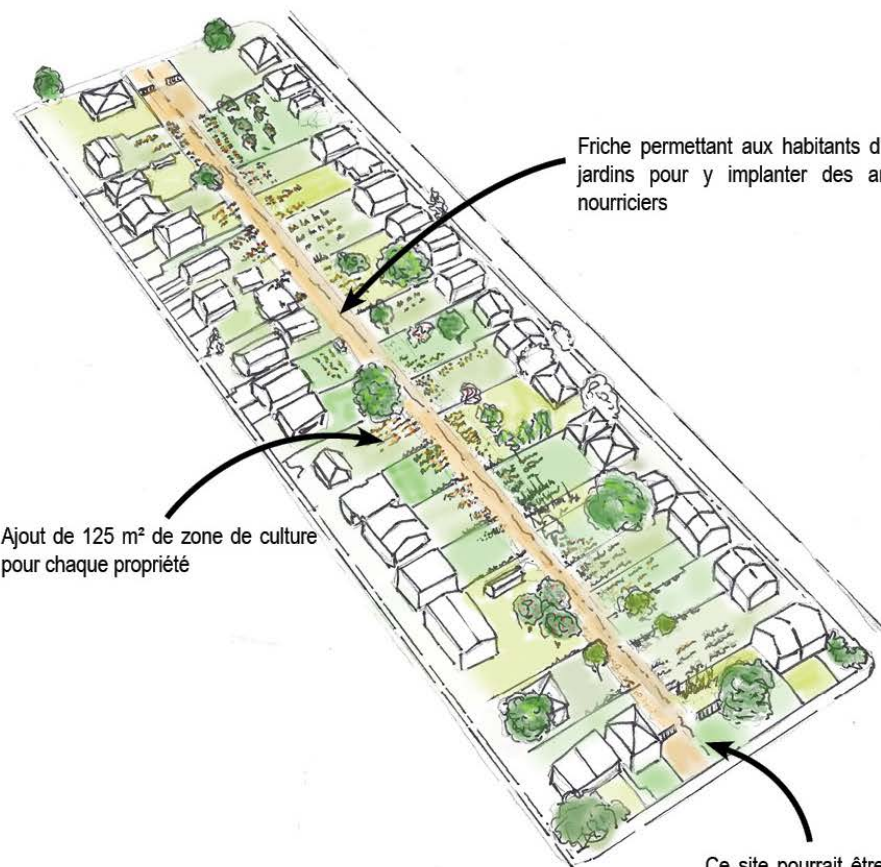 Friche permettant aux habitants d
jardins pour y implanter des a
nourriciers
Ajout de 125 m² de zone de culture
pour chaque propriété
Ce site pourrait être